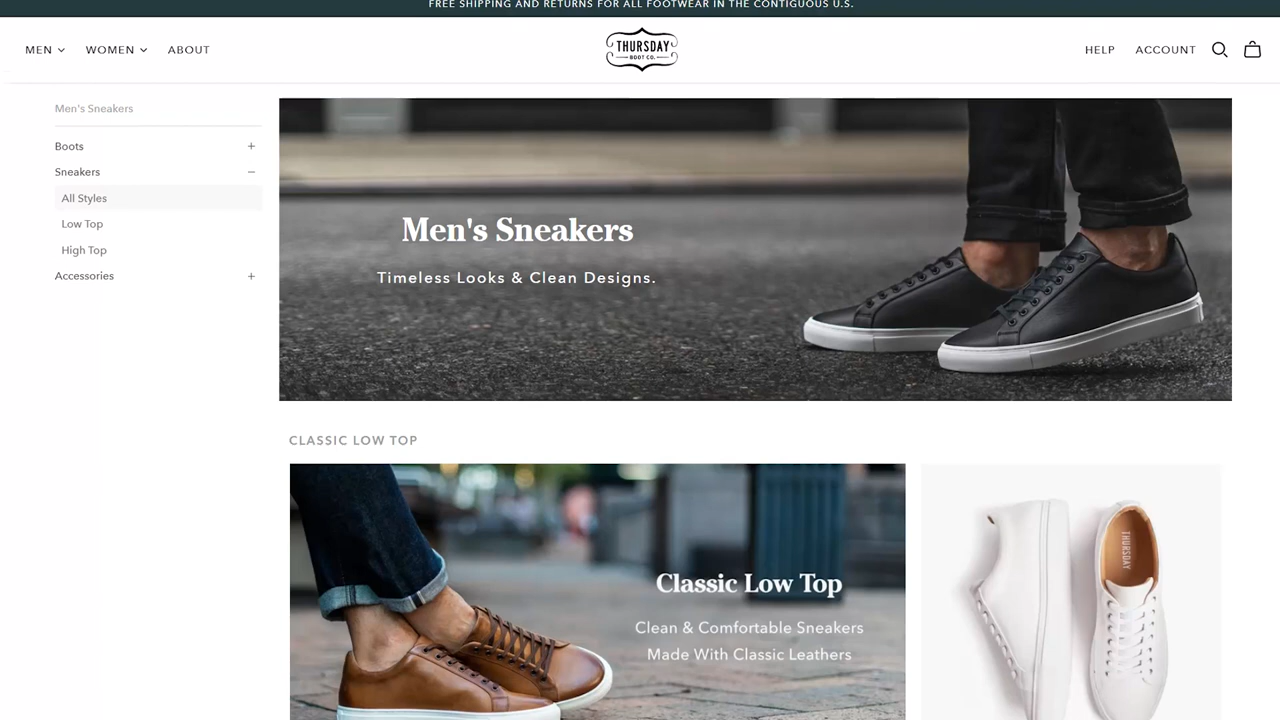 FREE SHIPPING AND RETURNS FOR ALL FOOTWEAR IN THE CONTIGUOUS U.S.
MEN
WOMEN
ABOUT
THURSDAY
BOOT CO.
HELP
ACCOUNT
Men's Sneakers
Boots
Sneakers
All Styles
Low Top
High Top
Accessories
Men's Sneakers
Timeless Looks & Clean Designs.
CLASSIC LOW TOP
Classic Low Top
Clean & Comfortable Sneakers
Made With Classic Leathers
THURSDAY